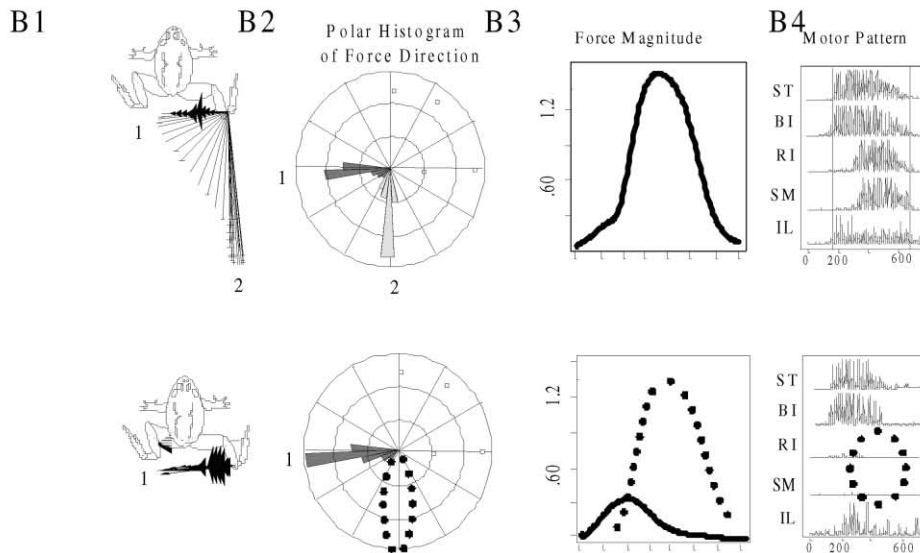 B1
B2
Polar Histogram
of Force Direction
B3
Force Magnitude
B4
Motor Pattern
1
2
1
2
1.2
.60
ST
BI
RI
SM
IL
0 200 600
1
1
1.2
.60
ST
BI
RI
SM
IL
0 200 600